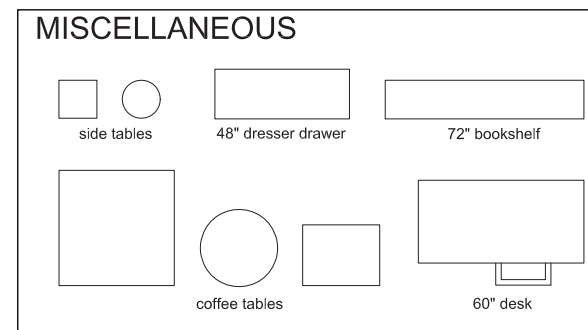 MISCELLANEOUS
side tables
48" dresser drawer
72" bookshelf
coffee tables
60" desk